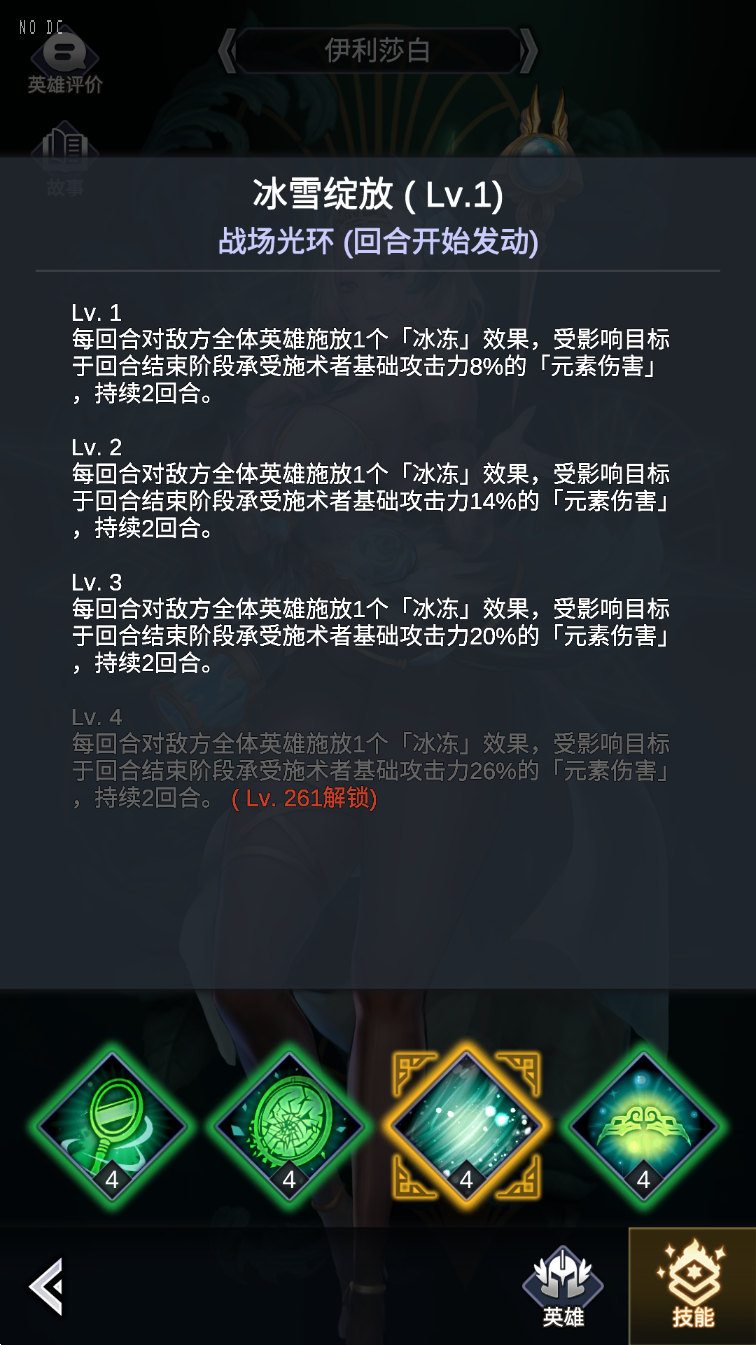 NO DC
伊利莎白
英雄评价
故事
冰雪绽放 ( Lv.1)
战场光环 (回合开始发动)
Lv. 1
每回合对敌方全体英雄施放1个「冰冻」效果，受影响目标
于回合结束阶段承受施术者基础攻击力8%的「元素伤害」
，持续2回合。
Lv. 2
每回合对敌方全体英雄施放1个「冰冻」效果，受影响目标
于回合结束阶段承受施术者基础攻击力14%的「元素伤害」
，持续2回合。
Lv. 3
每回合对敌方全体英雄施放1个「冰冻」效果，受影响目标
于回合结束阶段承受施术者基础攻击力20%的「元素伤害」
，持续2回合。
Lv. 4
每回合对敌方全体英雄施放1个「冰冻」效果，受影响目标
于回合结束阶段承受施术者基础攻击力26%的「元素伤害」
，持续2回合。 ( Lv. 261解锁)
4
4
4
4
英雄
技能